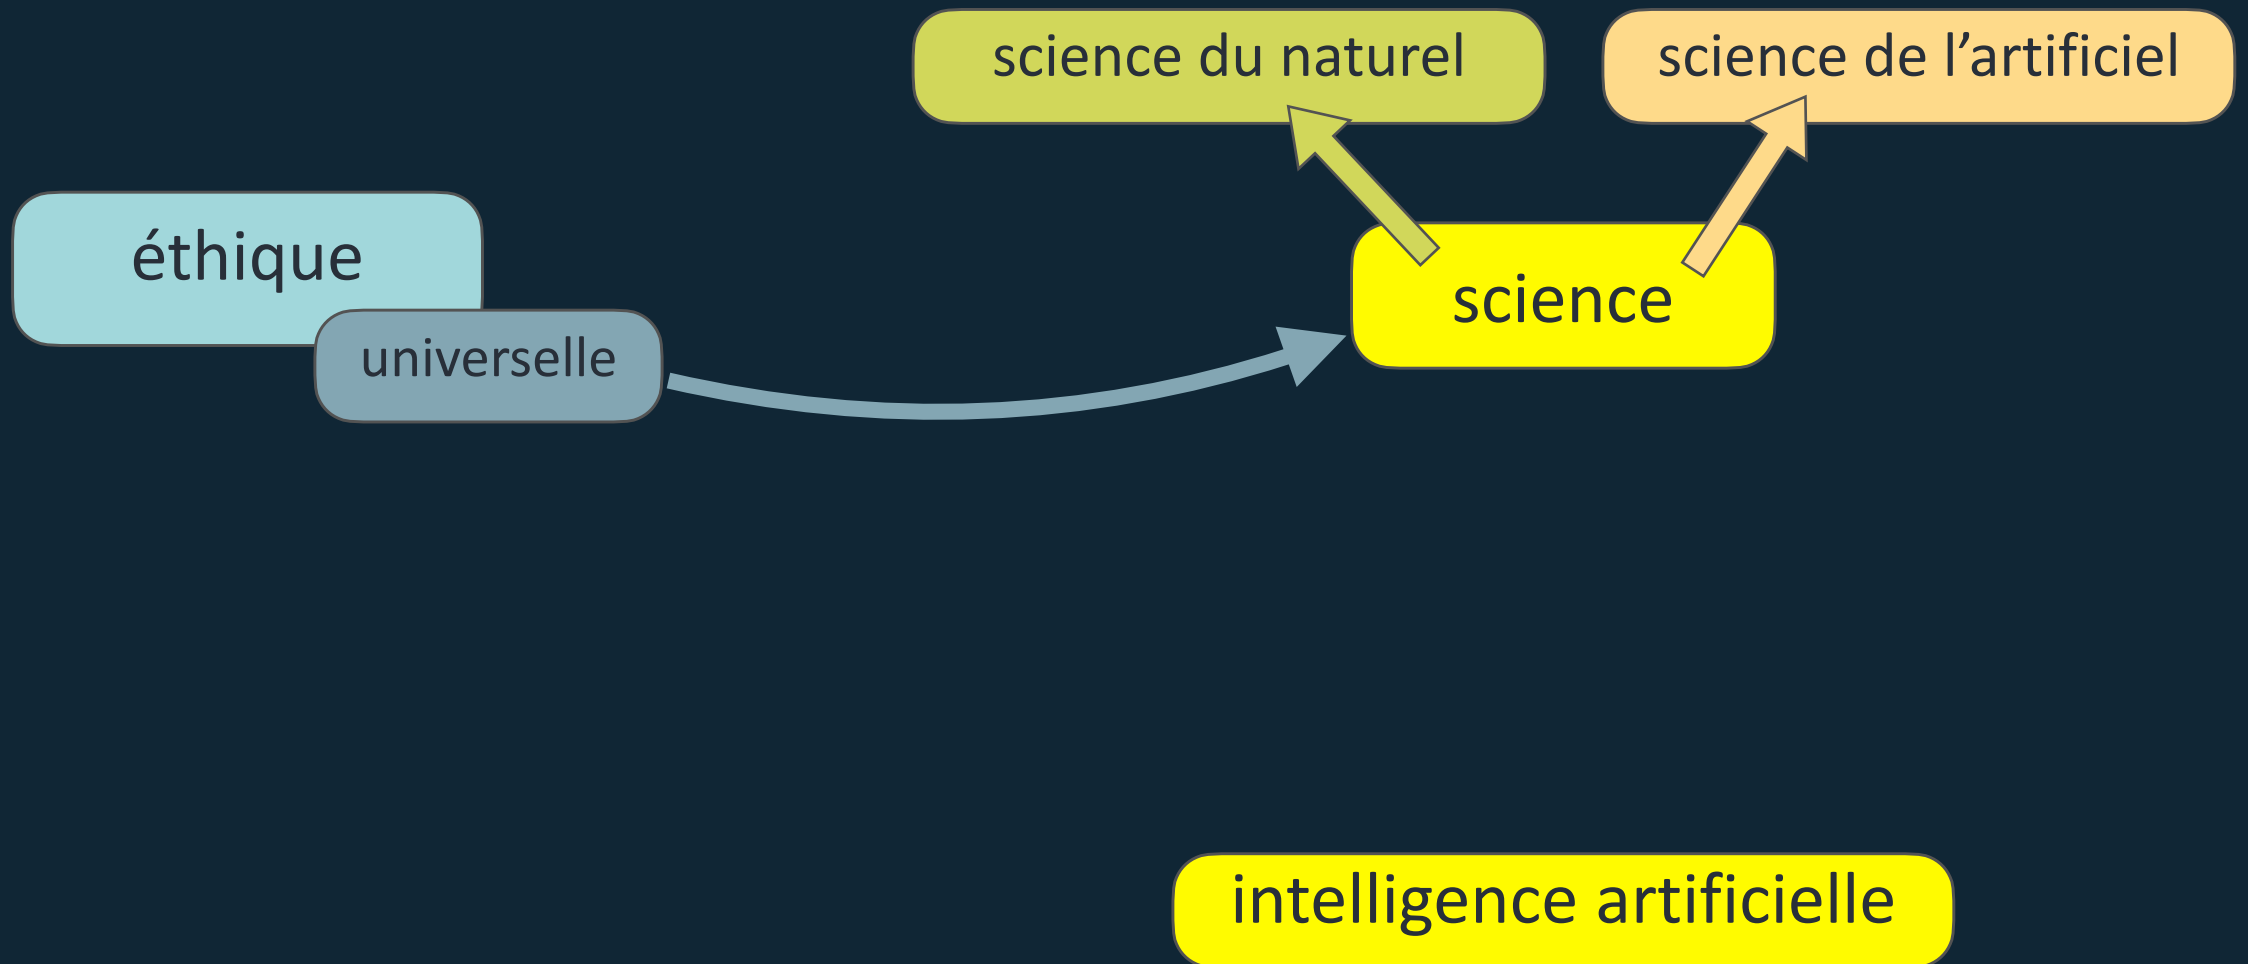 science du naturel
science de l’artificiel
éthique
universelle
science
intelligence artificielle